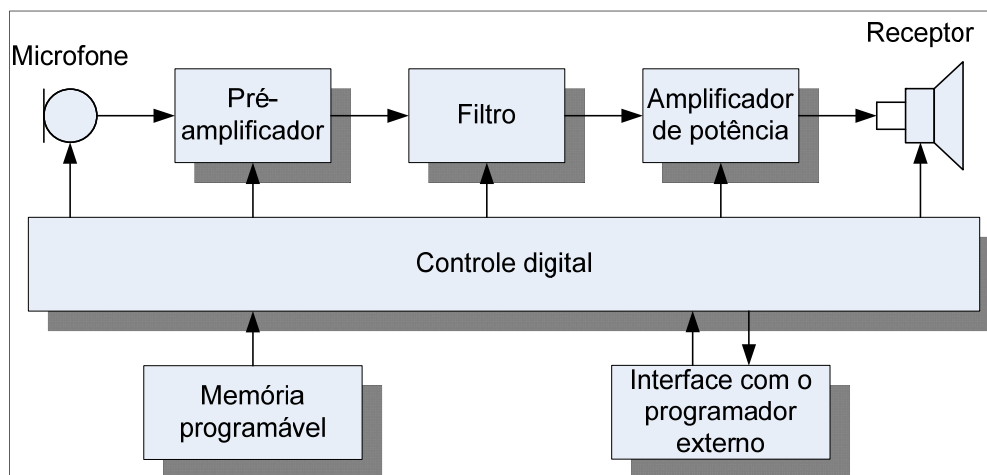 Microfone
Receptor
Pré-
amplificador
Filtro
Amplificador
de potência
Controle digital
Memória
programável
Interface com o
programador
externo